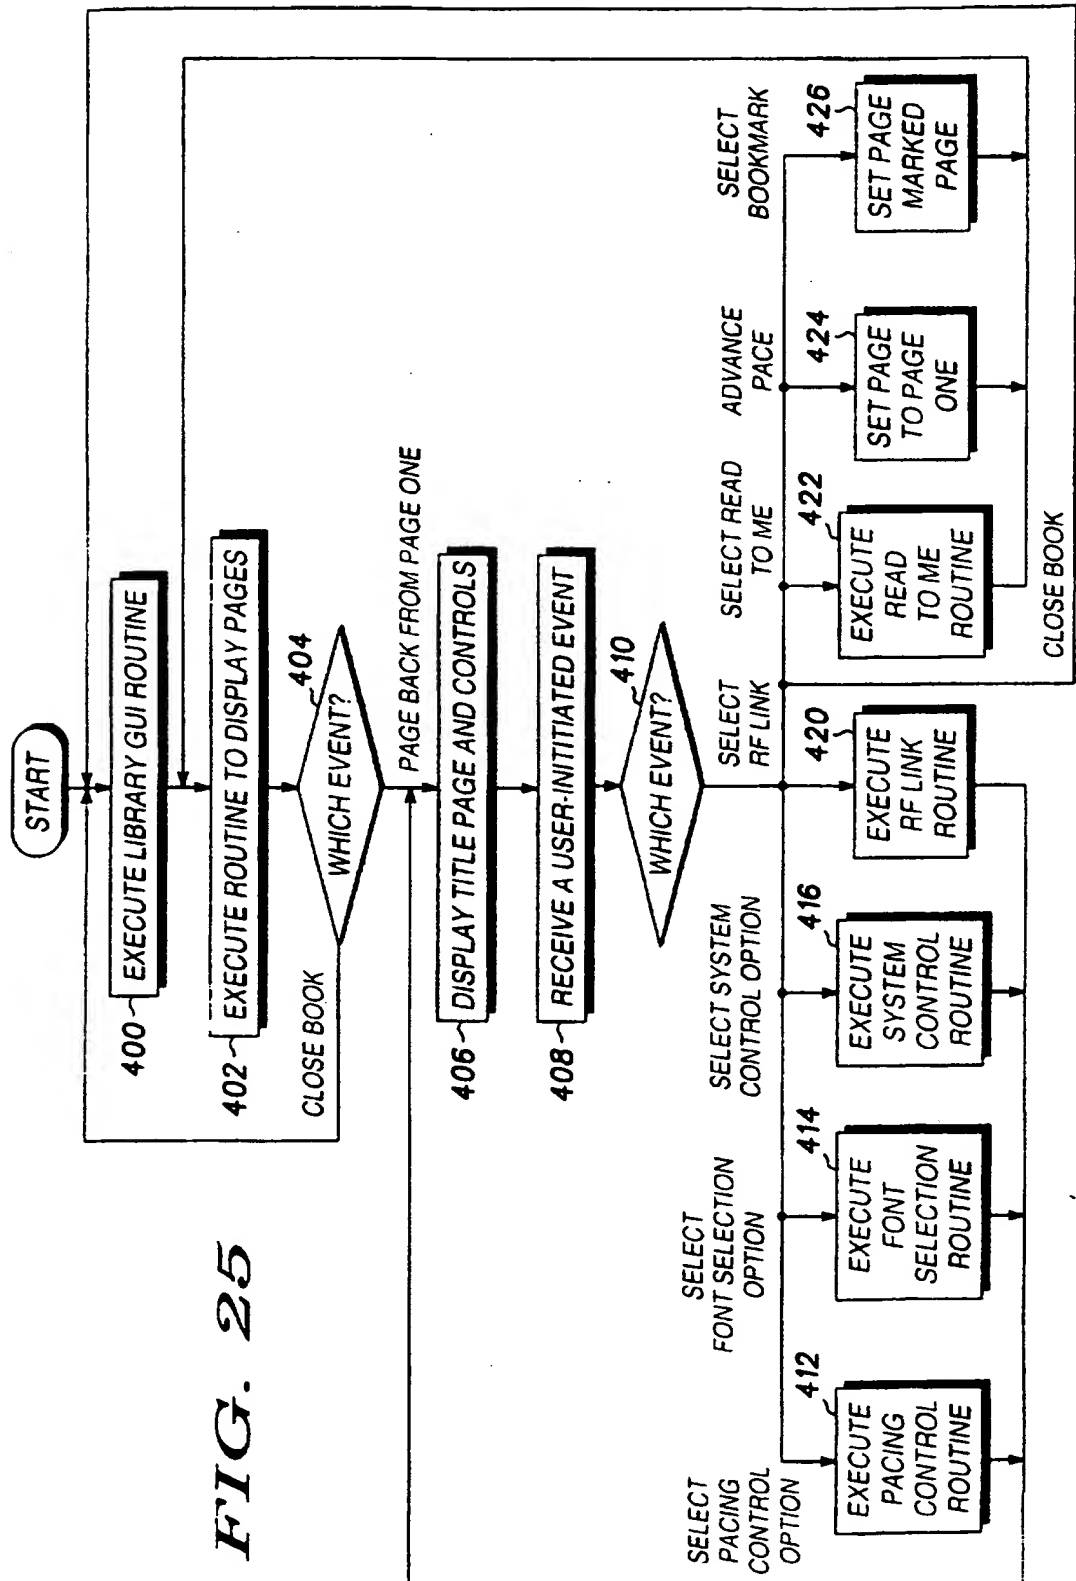 FIG. 25
START
400
EXECUTE LIBRARY GUI ROUTINE
402
EXECUTE ROUTINE TO DISPLAY PAGES
404
WHICH EVENT?
CLOSE BOOK
PAGE BACK FROM PAGE ONE
406
DISPLAY TITLE PAGE AND CONTROLS
408
RECEIVE A USER-INITITIATED EVENT
410
WHICH EVENT?
SELECT
PACING
CONTROL
OPTION
412
EXECUTE
PACING
CONTROL
ROUTINE
SELECT
FONT SELECTION
OPTION
414
EXECUTE
FONT
SELECTION
ROUTINE
SELECT SYSTEM
CONTROL OPTION
416
EXECUTE
SYSTEM
CONTROL
ROUTINE
SELECT
RF LINK
420
EXECUTE
RF LINK
ROUTINE
SELECT READ
TO ME
422
EXECUTE
READ
TO ME
ROUTINE
ADVANCE
PACE
424
SET PAGE
TO PAGE
ONE
SELECT
BOOKMARK
426
SET PAGE
MARKED
PAGE
CLOSE BOOK